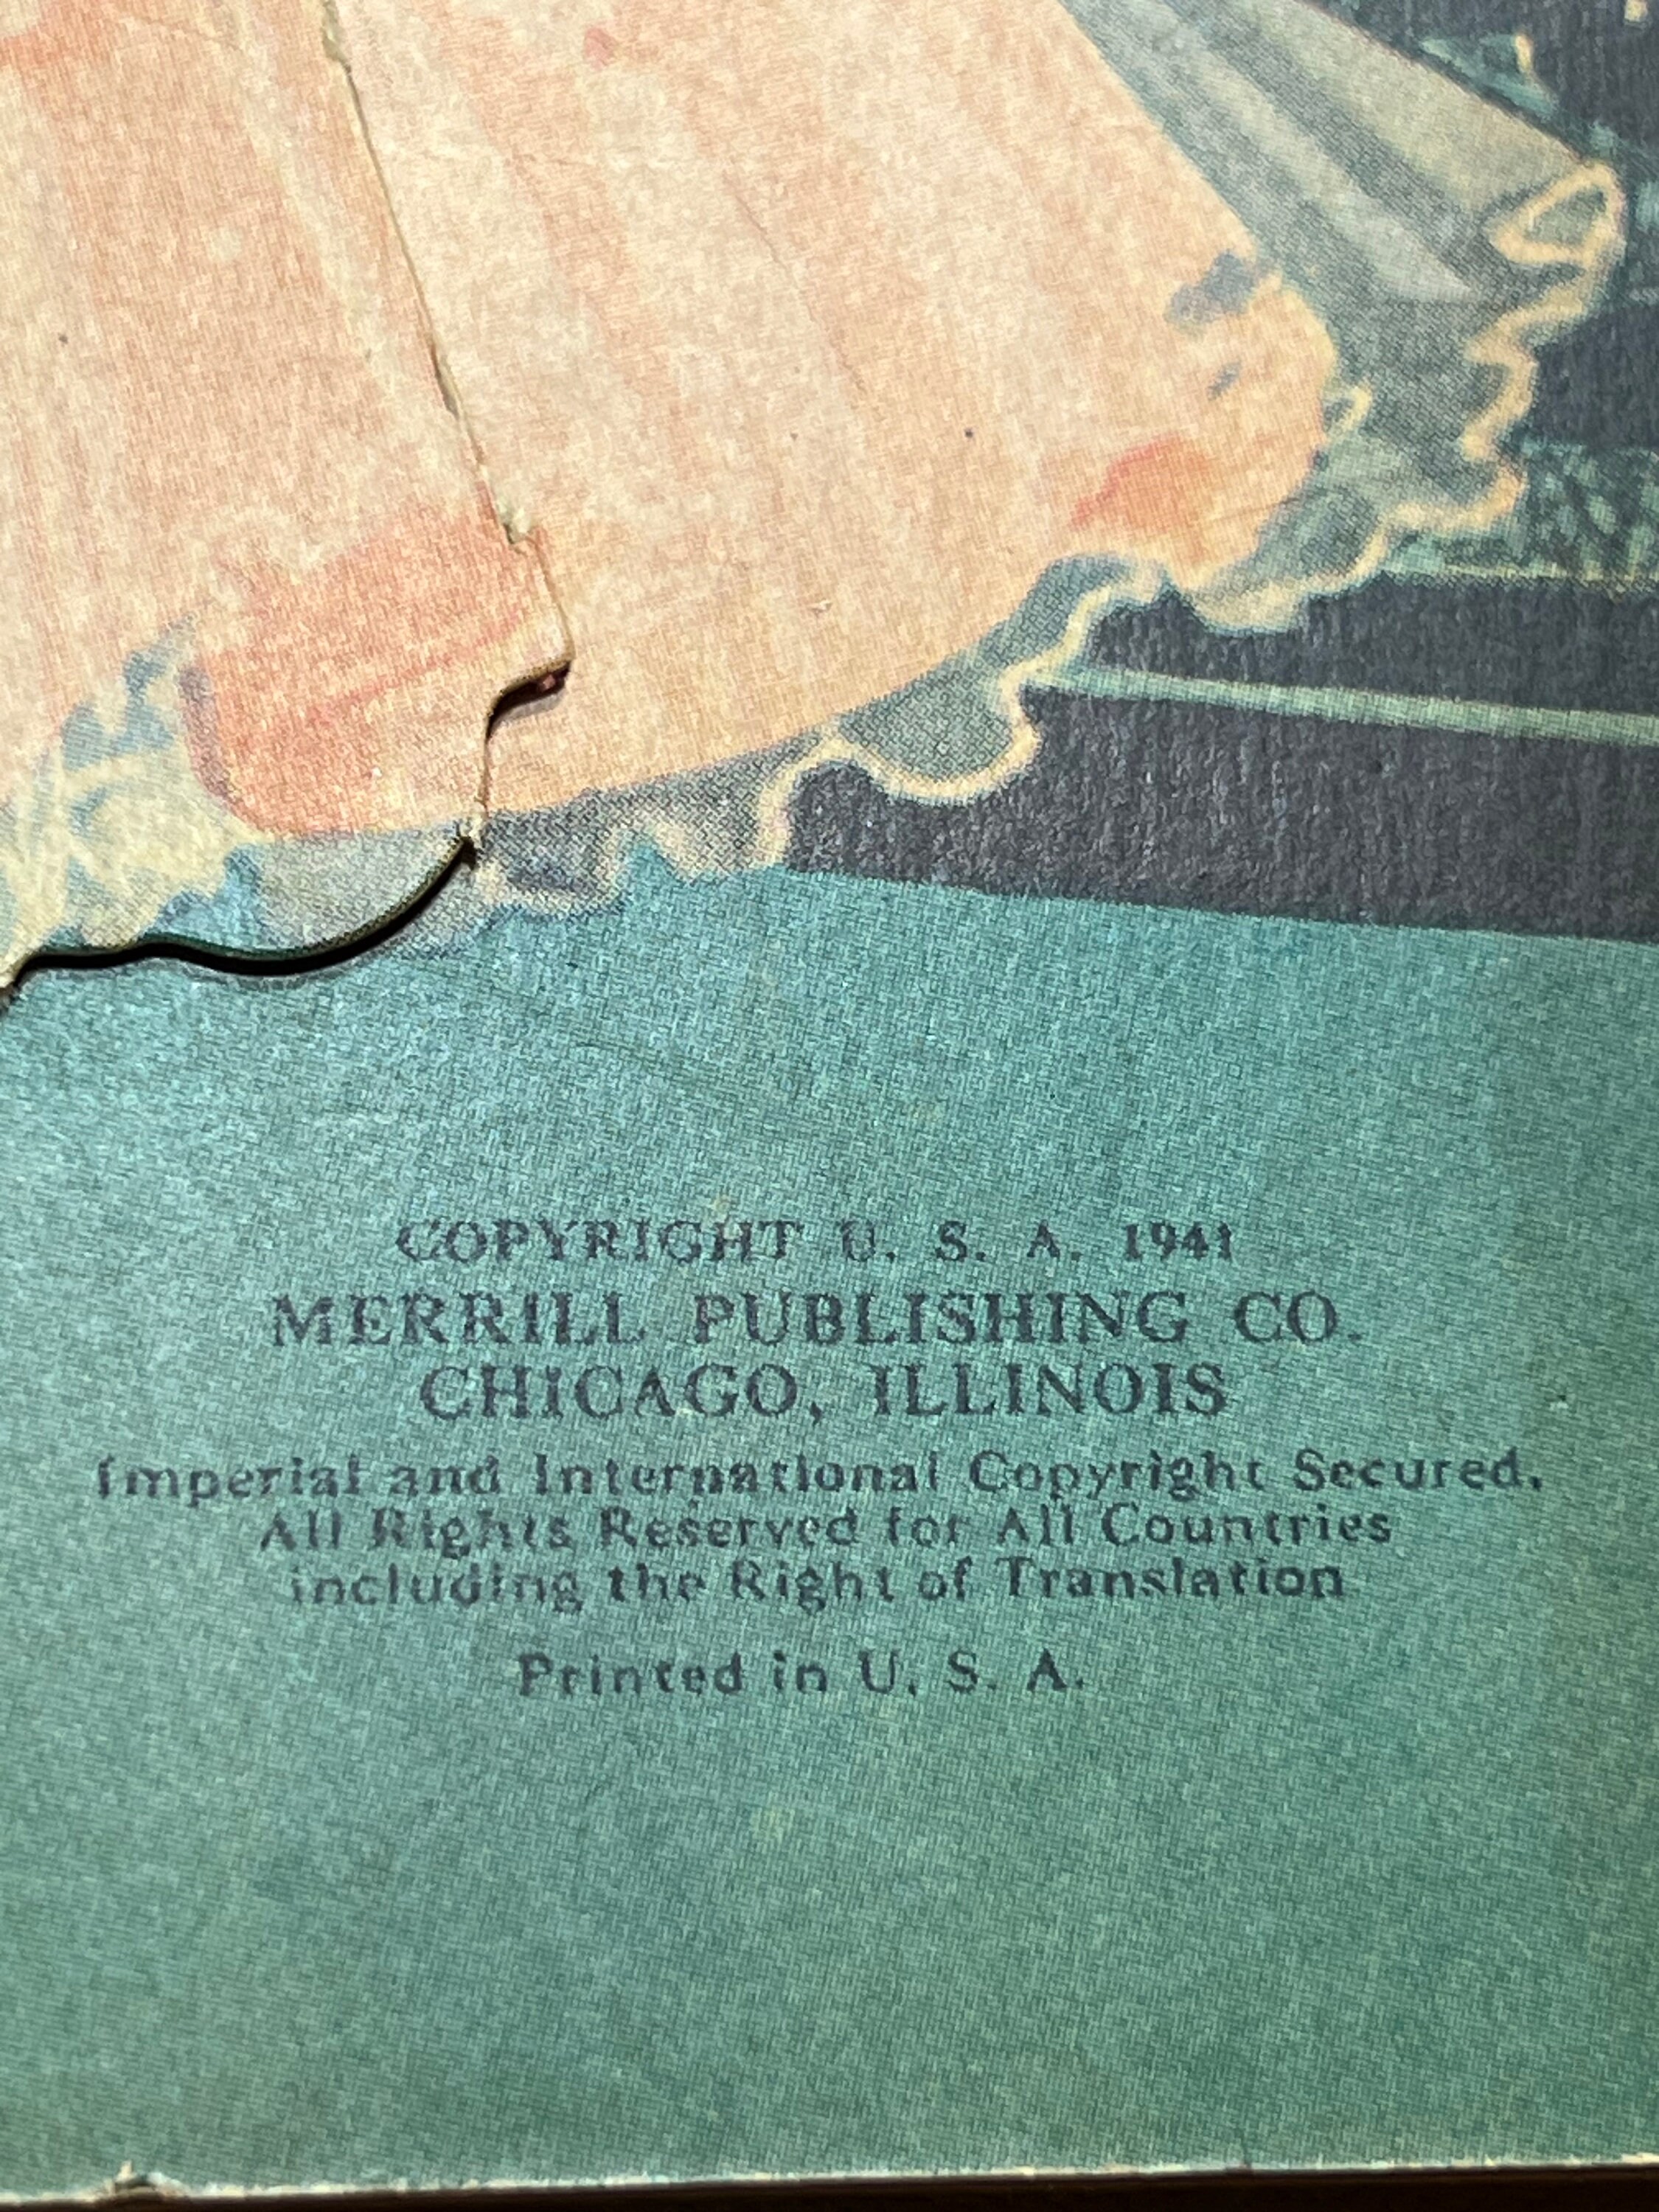 COPYRIGHT U. S. A. 1941
MERRILL PUBLISHING CO.
CHICAGO, ILLINOIS
Imperial and International Copyright Secured.
All Rights Reserved for All Countries
including the Right of Translation
Printed in U. S. A.